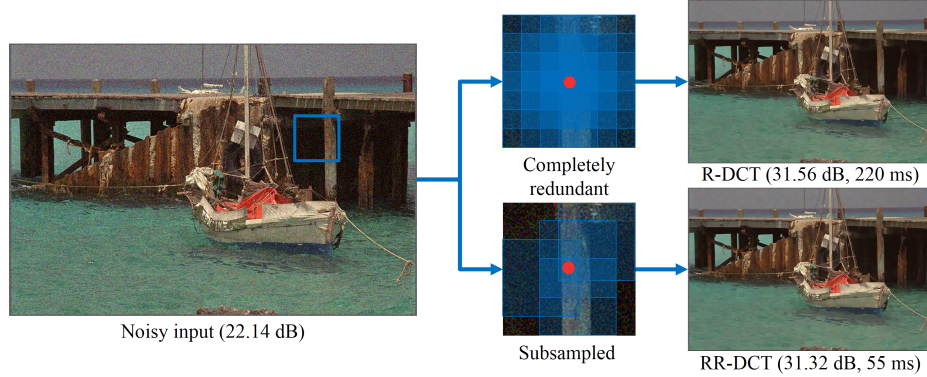 Noisy input (22.14 dB)
Completely
redundant
Subsampled
R-DCT (31.56 dB, 220 ms)
RR-DCT (31.32 dB, 55 ms)